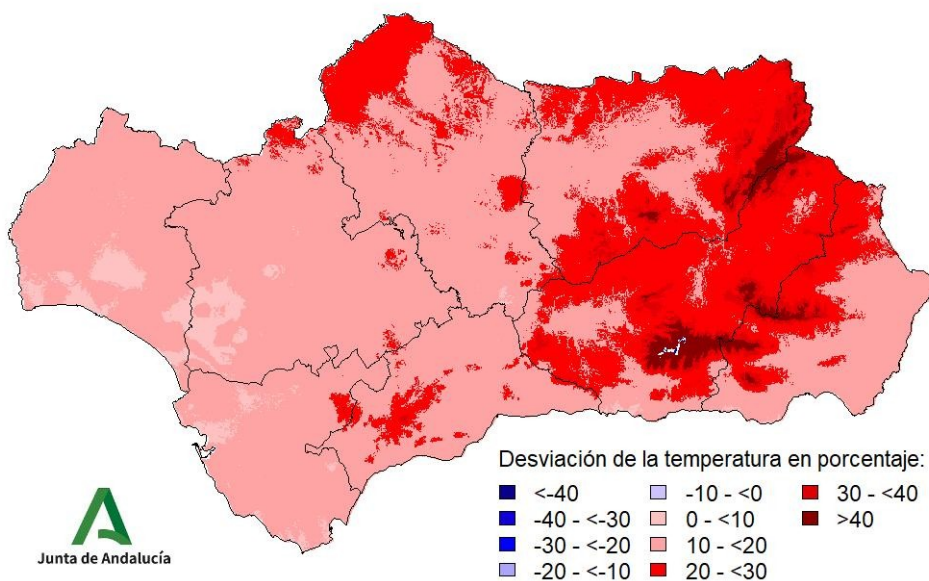 Desviación de la temperatura en porcentaje:
<-40
-40 - <-30
-30 - <-20
-20 - <-10
-10 - <0
0 - <10
10 - <20
20 - <30
30 - <40
>40
Junta de Andalucía